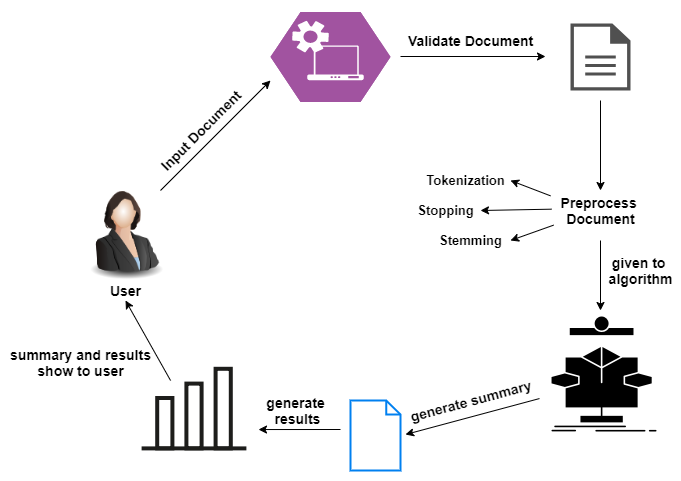 Validate Document
Input Document
Tokenization
Stopping
Stemming
Preprocess
Document
given to
algorithm
User
summary and results
show to user
generate
results
generate summary